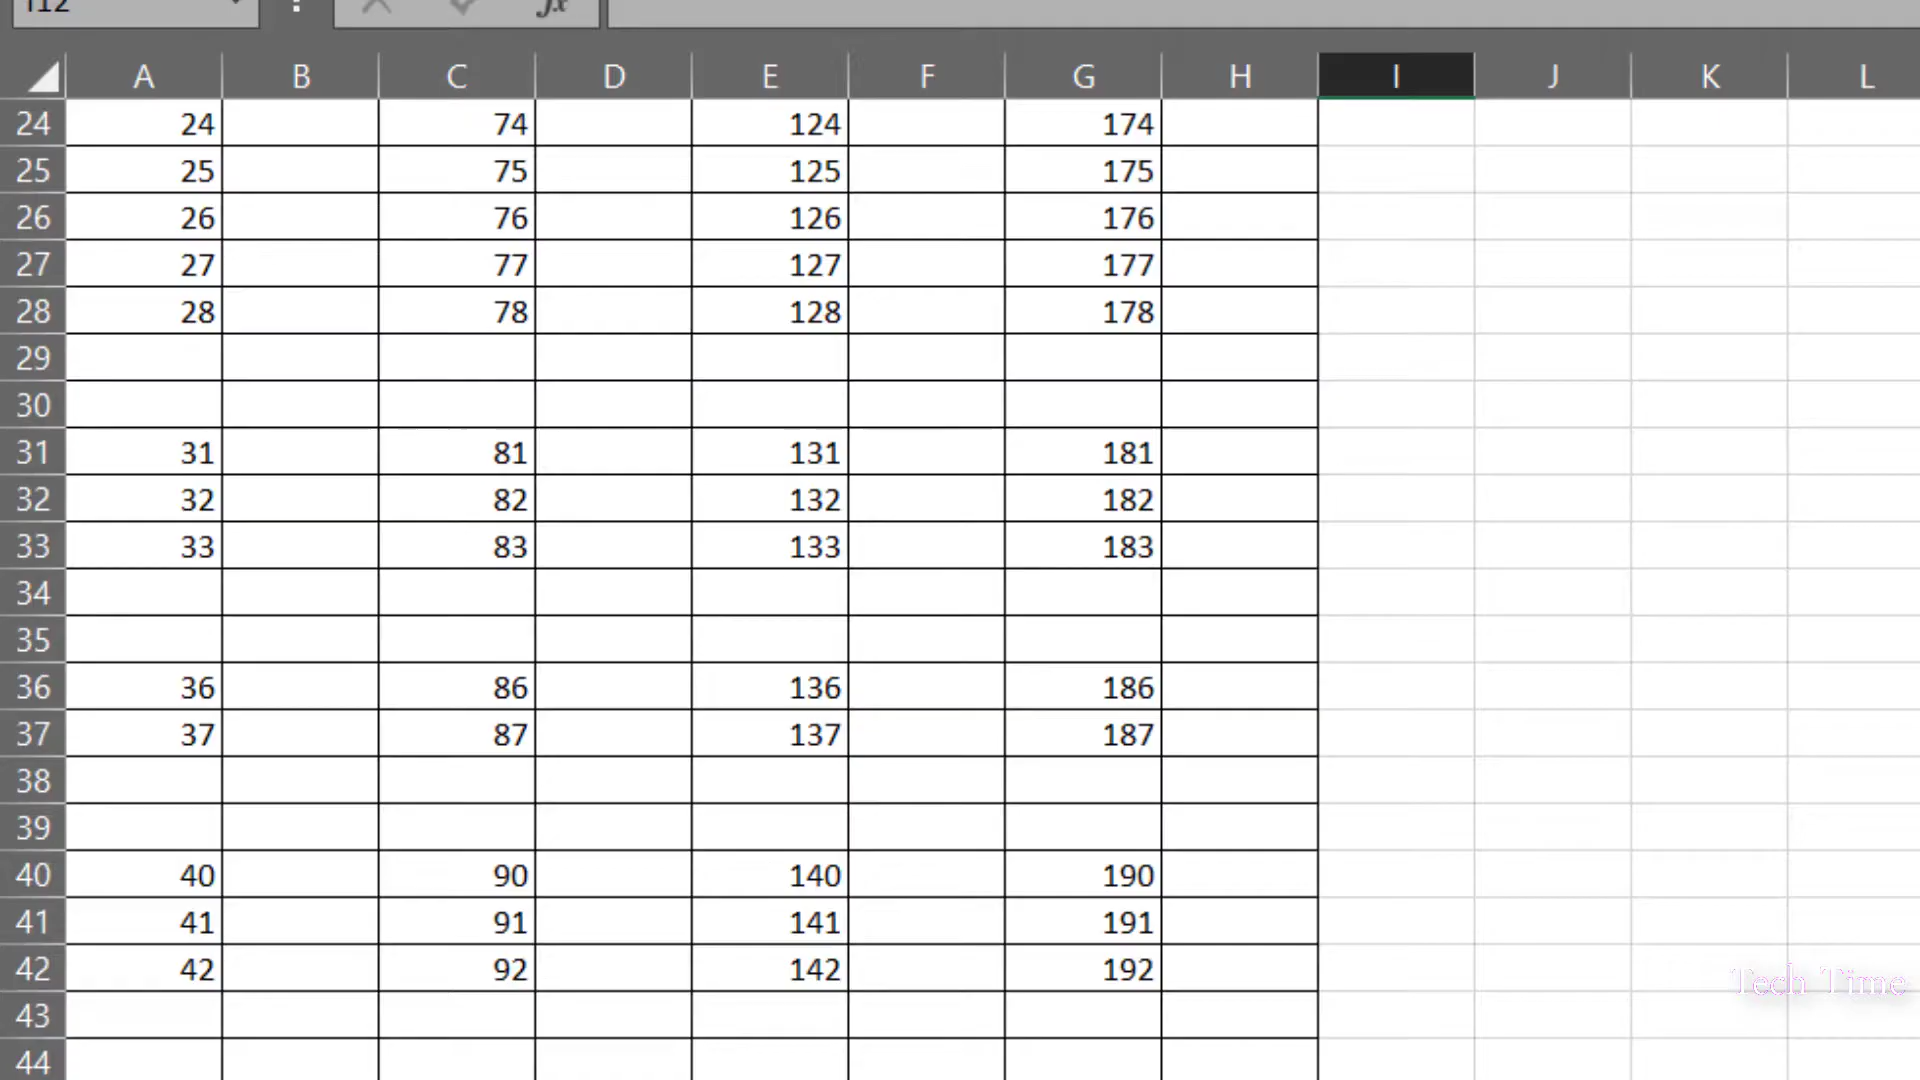 I12 fx
A B C D E F G H I J K L
24 24 74 124 174
25 25 75 125 175
26 26 76 126 176
27 27 77 127 177
28 28 78 128 178
29
30
31 31 81 131 181
32 32 82 132 182
33 33 83 133 183
34
35
36 36 86 136 186
37 37 87 137 187
38
39
40 40 90 140 190
41 41 91 141 191
42 42 92 142 192
Tech Time
43
44